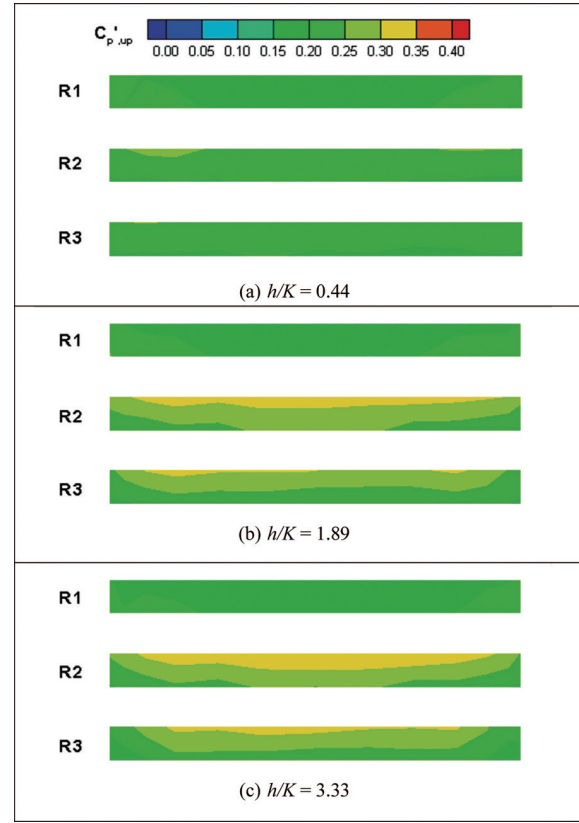 C_p',up
0.00 0.05 0.10 0.15 0.20 0.25 0.30 0.35 0.40
R1
R2
R3
(a) h/K = 0.44
R1
R2
R3
(b) h/K = 1.89
R1
R2
R3
(c) h/K = 3.33